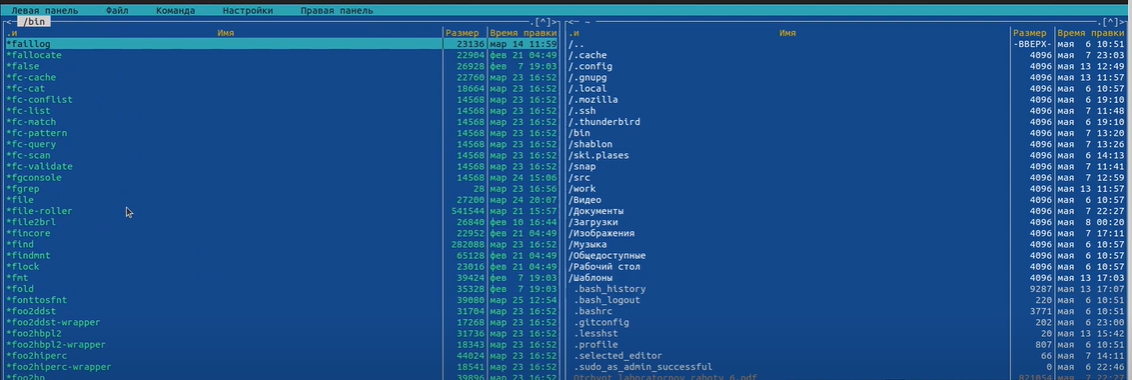 Левая панель Файл Команда Настройки Правая панель
<─ /bin .[^]>
.и Имя Размер Время правки
*faillog 23136 мар 14 11:59
*fallocate 22904 фев 21 04:49
*false 26928 фев 7 19:03
*fc-cache 22760 мар 23 16:52
*fc-cat 18664 мар 23 16:52
*fc-conflist 14568 мар 23 16:52
*fc-list 14568 мар 23 16:52
*fc-match 14568 мар 23 16:52
*fc-pattern 14568 мар 23 16:52
*fc-query 14568 мар 23 16:52
*fc-scan 14568 мар 23 16:52
*fc-validate 14568 мар 23 16:52
*fgconsole 14568 мар 24 15:06
*fgrep 28 мар 23 16:56
*file 27200 мар 24 20:07
*file-roller 541544 мар 21 15:57
*file2brl 26840 фев 10 16:44
*fincore 22952 фев 21 04:49
*find 282088 мар 23 16:52
*findmnt 65128 фев 21 04:49
*flock 23016 фев 21 04:49
*fmt 39424 фев 7 19:03
*fold 35328 фев 7 19:03
*fonttosfnt 39080 мар 25 12:54
*foo2ddst 31704 мар 23 16:52
*foo2ddst-wrapper 17268 мар 23 16:52
*foo2hbpl2 31736 мар 23 16:52
*foo2hbpl2-wrapper 18343 мар 23 16:52
*foo2hiperc 44024 мар 23 16:52
*foo2hiperc-wrapper 18541 мар 23 16:52
*foo2hp 39896 мар 23 16:52
<─ ~ .[^]>
.и Имя Размер Время правки
/.. -ВВЕРХ- мая 6 10:51
/.cache 4096 мая 7 23:03
/.config 4096 мая 13 12:49
/.gnupg 4096 мая 13 11:57
/.local 4096 мая 6 10:57
/.mozilla 4096 мая 6 19:10
/.ssh 4096 мая 7 11:48
/.thunderbird 4096 мая 6 19:10
/bin 4096 мая 7 13:20
/shablon 4096 мая 7 13:26
/ski.plases 4096 мая 6 14:13
/snap 4096 мая 7 11:41
/src 4096 мая 7 12:59
/work 4096 мая 13 11:57
/Видео 4096 мая 6 10:57
/Документы 4096 мая 7 22:27
/Загрузки 4096 мая 8 00:20
/Изображения 4096 мая 7 17:11
/Музыка 4096 мая 6 10:57
/Общедоступные 4096 мая 6 10:57
/Рабочий стол 4096 мая 6 10:57
/Шаблоны 4096 мая 13 17:03
.bash_history 9287 мая 13 17:07
.bash_logout 220 мая 6 10:51
.bashrc 3771 мая 6 10:51
.gitconfig 202 мая 6 23:00
.lesshst 20 мая 13 15:42
.profile 807 мая 6 10:51
.selected_editor 66 мая 7 14:11
.sudo_as_admin_successful 0 мая 6 22:46
Otchyot_laboratornoy_raboty_6.pdf 821054 мая 7 22:27